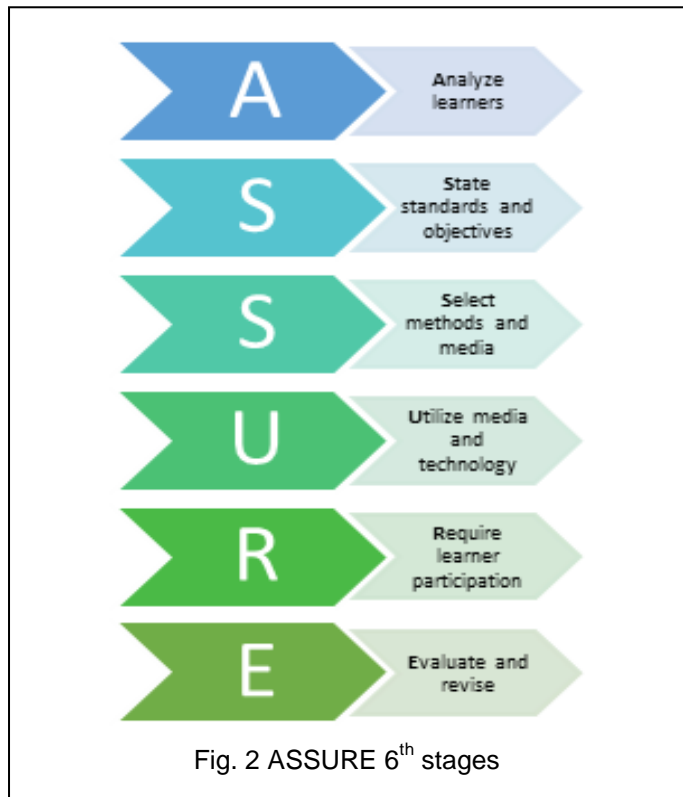 A
Analyze
learners
S
State
standards and
objectives
S
Select
methods and
media
U
Utilize media
and
technology
R
Require
learner
participation
E
Evaluate and
revise
Fig. 2 ASSURE 6th stages